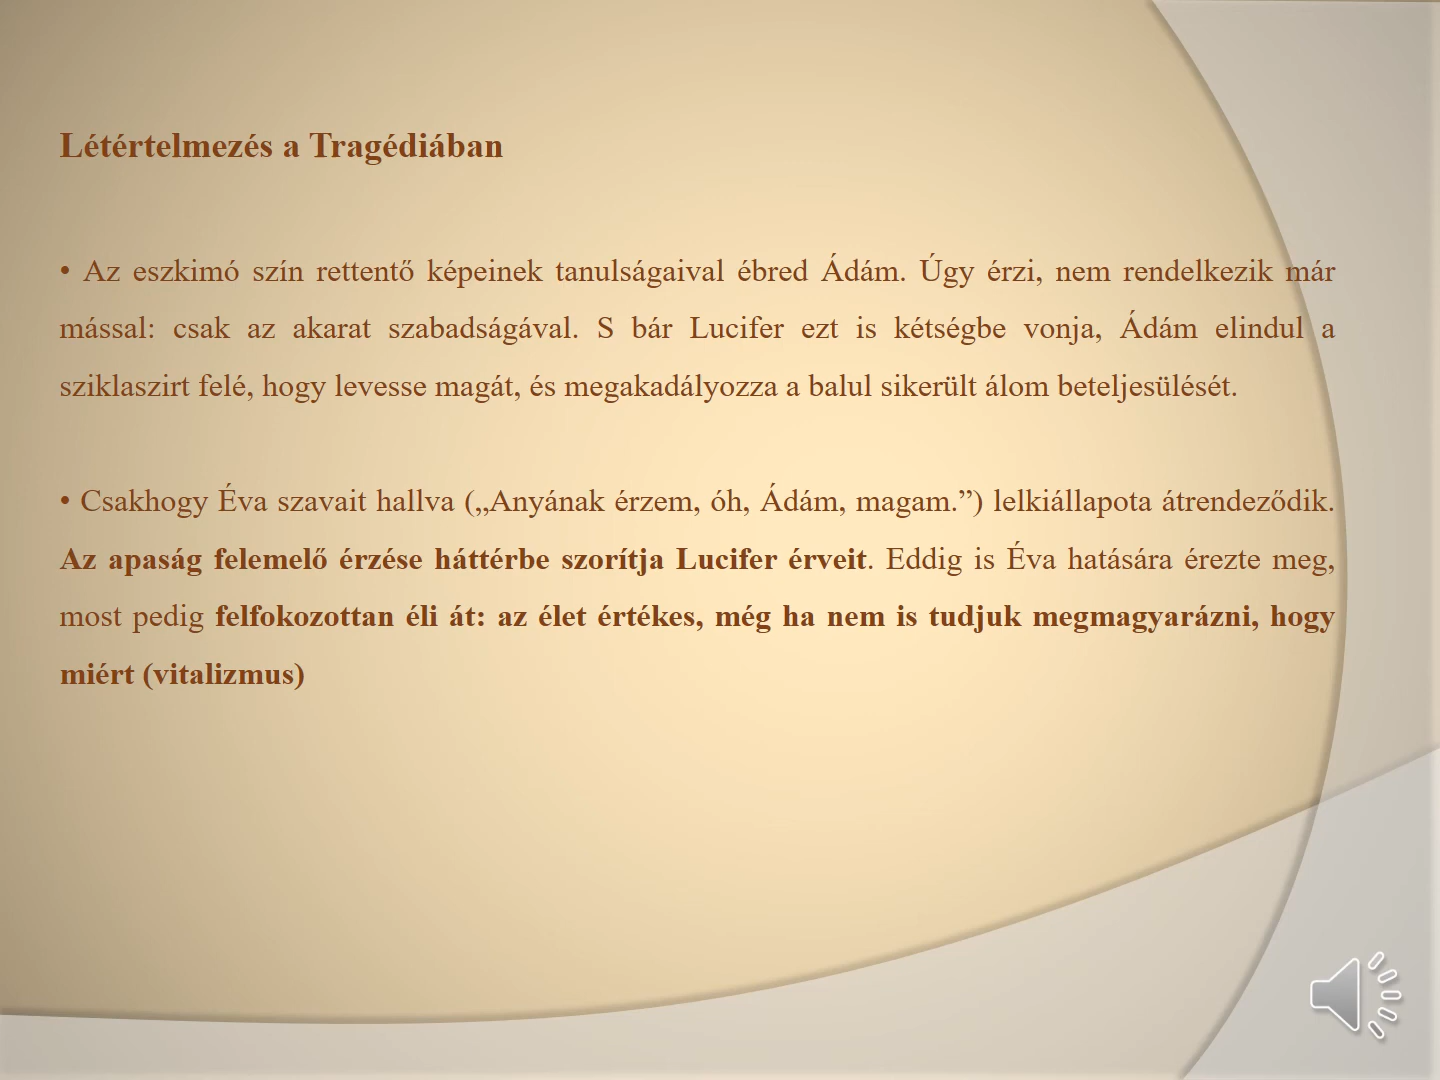 Létértelmezés a Tragédiában
• Az eszkimó szín rettentő képeinek tanulságaival ébred Ádám. Úgy érzi, nem rendelkezik már
mással: csak az akarat szabadságával. S bár Lucifer ezt is kétségbe vonja, Ádám elindul a
sziklaszirt felé, hogy levesse magát, és megakadályozza a balul sikerült álom beteljesülését.
• Csakhogy Éva szavait hallva („Anyának érzem, óh, Ádám, magam.”) lelkiállapota átrendeződik.
Az apaság felemelő érzése háttérbe szorítja Lucifer érveit. Eddig is Éva hatására érezte meg,
most pedig felfokozottan éli át: az élet értékes, még ha nem is tudjuk megmagyarázni, hogy
miért (vitalizmus)